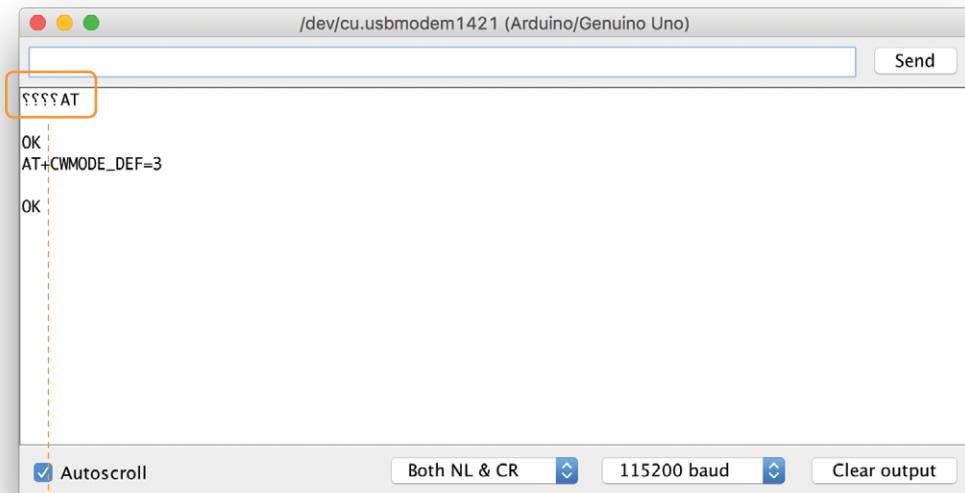 /dev/cu.usbmodem1421 (Arduino/Genuino Uno)
Send
⸮⸮⸮⸮AT
OK
AT+CWMODE_DEF=3
OK
Autoscroll
Both NL & CR
115200 baud
Clear output